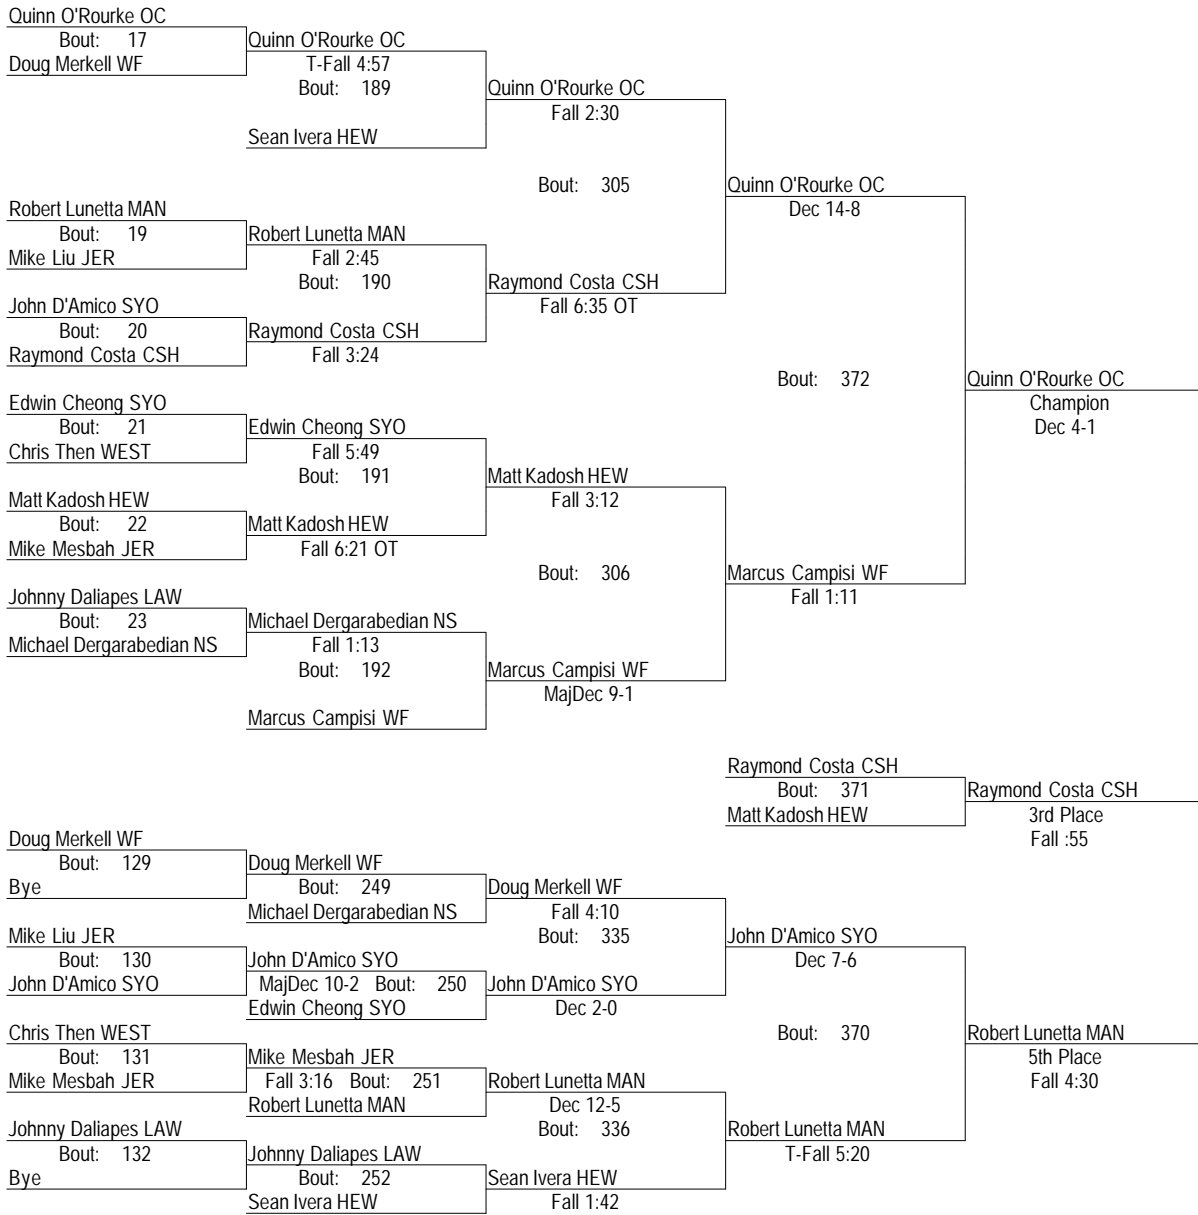 Quinn O'Rourke OC
Bout: 17
Quinn O'Rourke OC
Doug Merkell WF
T-Fall 4:57
Bout: 189
Quinn O'Rourke OC
Fall 2:30
Sean Ivera HEW
Bout: 305
Quinn O'Rourke OC
Robert Lunetta MAN
Dec 14-8
Bout: 19
Robert Lunetta MAN
Mike Liu JER
Fall 2:45
Bout: 190
Raymond Costa CSH
John D'Amico SYO
Fall 6:35 OT
Bout: 20
Raymond Costa CSH
Raymond Costa CSH
Fall 3:24
Bout: 372
Quinn O'Rourke OC
Edwin Cheong SYO
Champion
Bout: 21
Edwin Cheong SYO
Dec 4-1
Chris Then WEST
Fall 5:49
Bout: 191
Matt Kadosh HEW
Matt Kadosh HEW
Fall 3:12
Bout: 22
Matt Kadosh HEW
Mike Mesbah JER
Fall 6:21 OT
Bout: 306
Marcus Campisi WF
Johnny Daliapes LAW
Fall 1:11
Bout: 23
Michael Dergarabedian NS
Michael Dergarabedian NS
Fall 1:13
Bout: 192
Marcus Campisi WF
MajDec 9-1
Marcus Campisi WF
Raymond Costa CSH
Bout: 371
Raymond Costa CSH
Matt Kadosh HEW
3rd Place
Doug Merkell WF
Fall :55
Bout: 129
Doug Merkell WF
Bye
Bout: 249
Doug Merkell WF
Michael Dergarabedian NS
Fall 4:10
Mike Liu JER
Bout: 335
John D'Amico SYO
Bout: 130
John D'Amico SYO
Dec 7-6
John D'Amico SYO
MajDec 10-2 Bout: 250
John D'Amico SYO
Edwin Cheong SYO
Dec 2-0
Chris Then WEST
Bout: 370
Robert Lunetta MAN
Bout: 131
Mike Mesbah JER
5th Place
Mike Mesbah JER
Fall 3:16 Bout: 251
Robert Lunetta MAN
Fall 4:30
Robert Lunetta MAN
Dec 12-5
Johnny Daliapes LAW
Bout: 336
Robert Lunetta MAN
Bout: 132
Johnny Daliapes LAW
T-Fall 5:20
Bye
Bout: 252
Sean Ivera HEW
Sean Ivera HEW
Fall 1:42